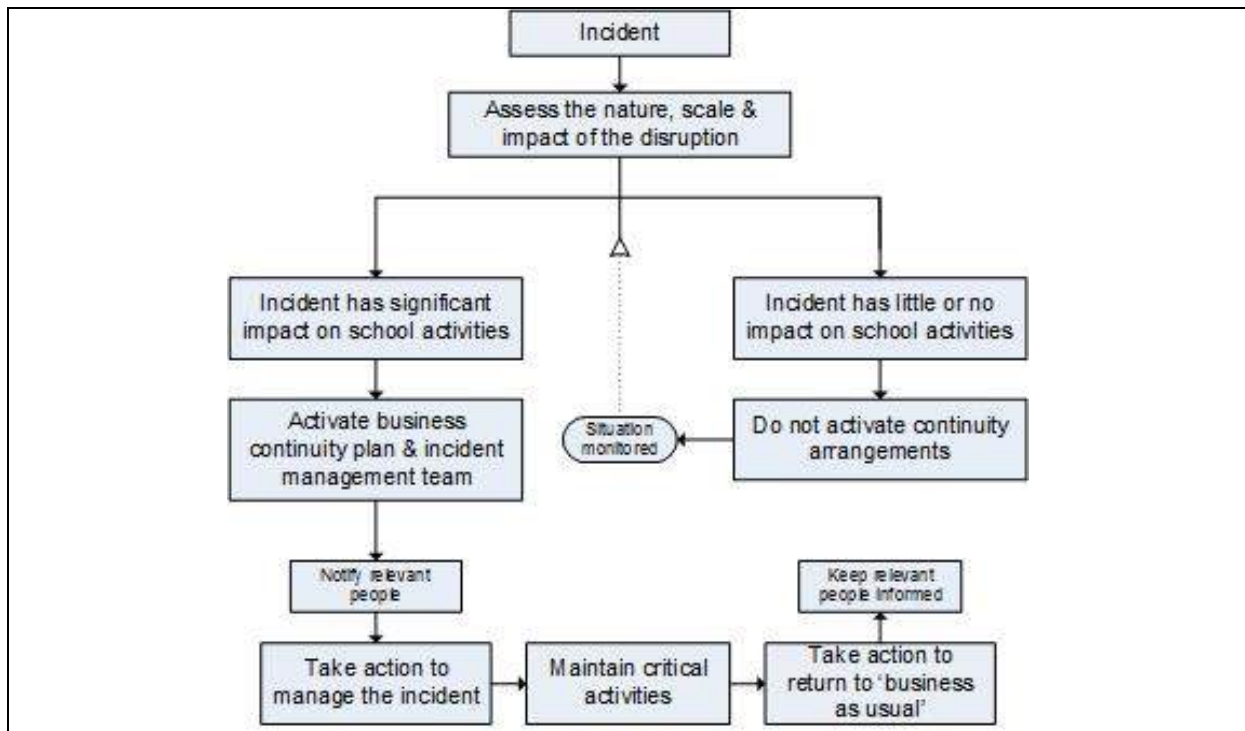 Incident
Assess the nature, scale &
impact of the disruption
Incident has significant
impact on school activities
Incident has little or no
impact on school activities
Activate business
continuity plan & incident
management team
Situation
monitored
Do not activate continuity
arrangements
Notify relevant
people
Keep relevant
people informed
Take action to
manage the incident
Maintain critical
activities
Take action to
return to ‘business
as usual’